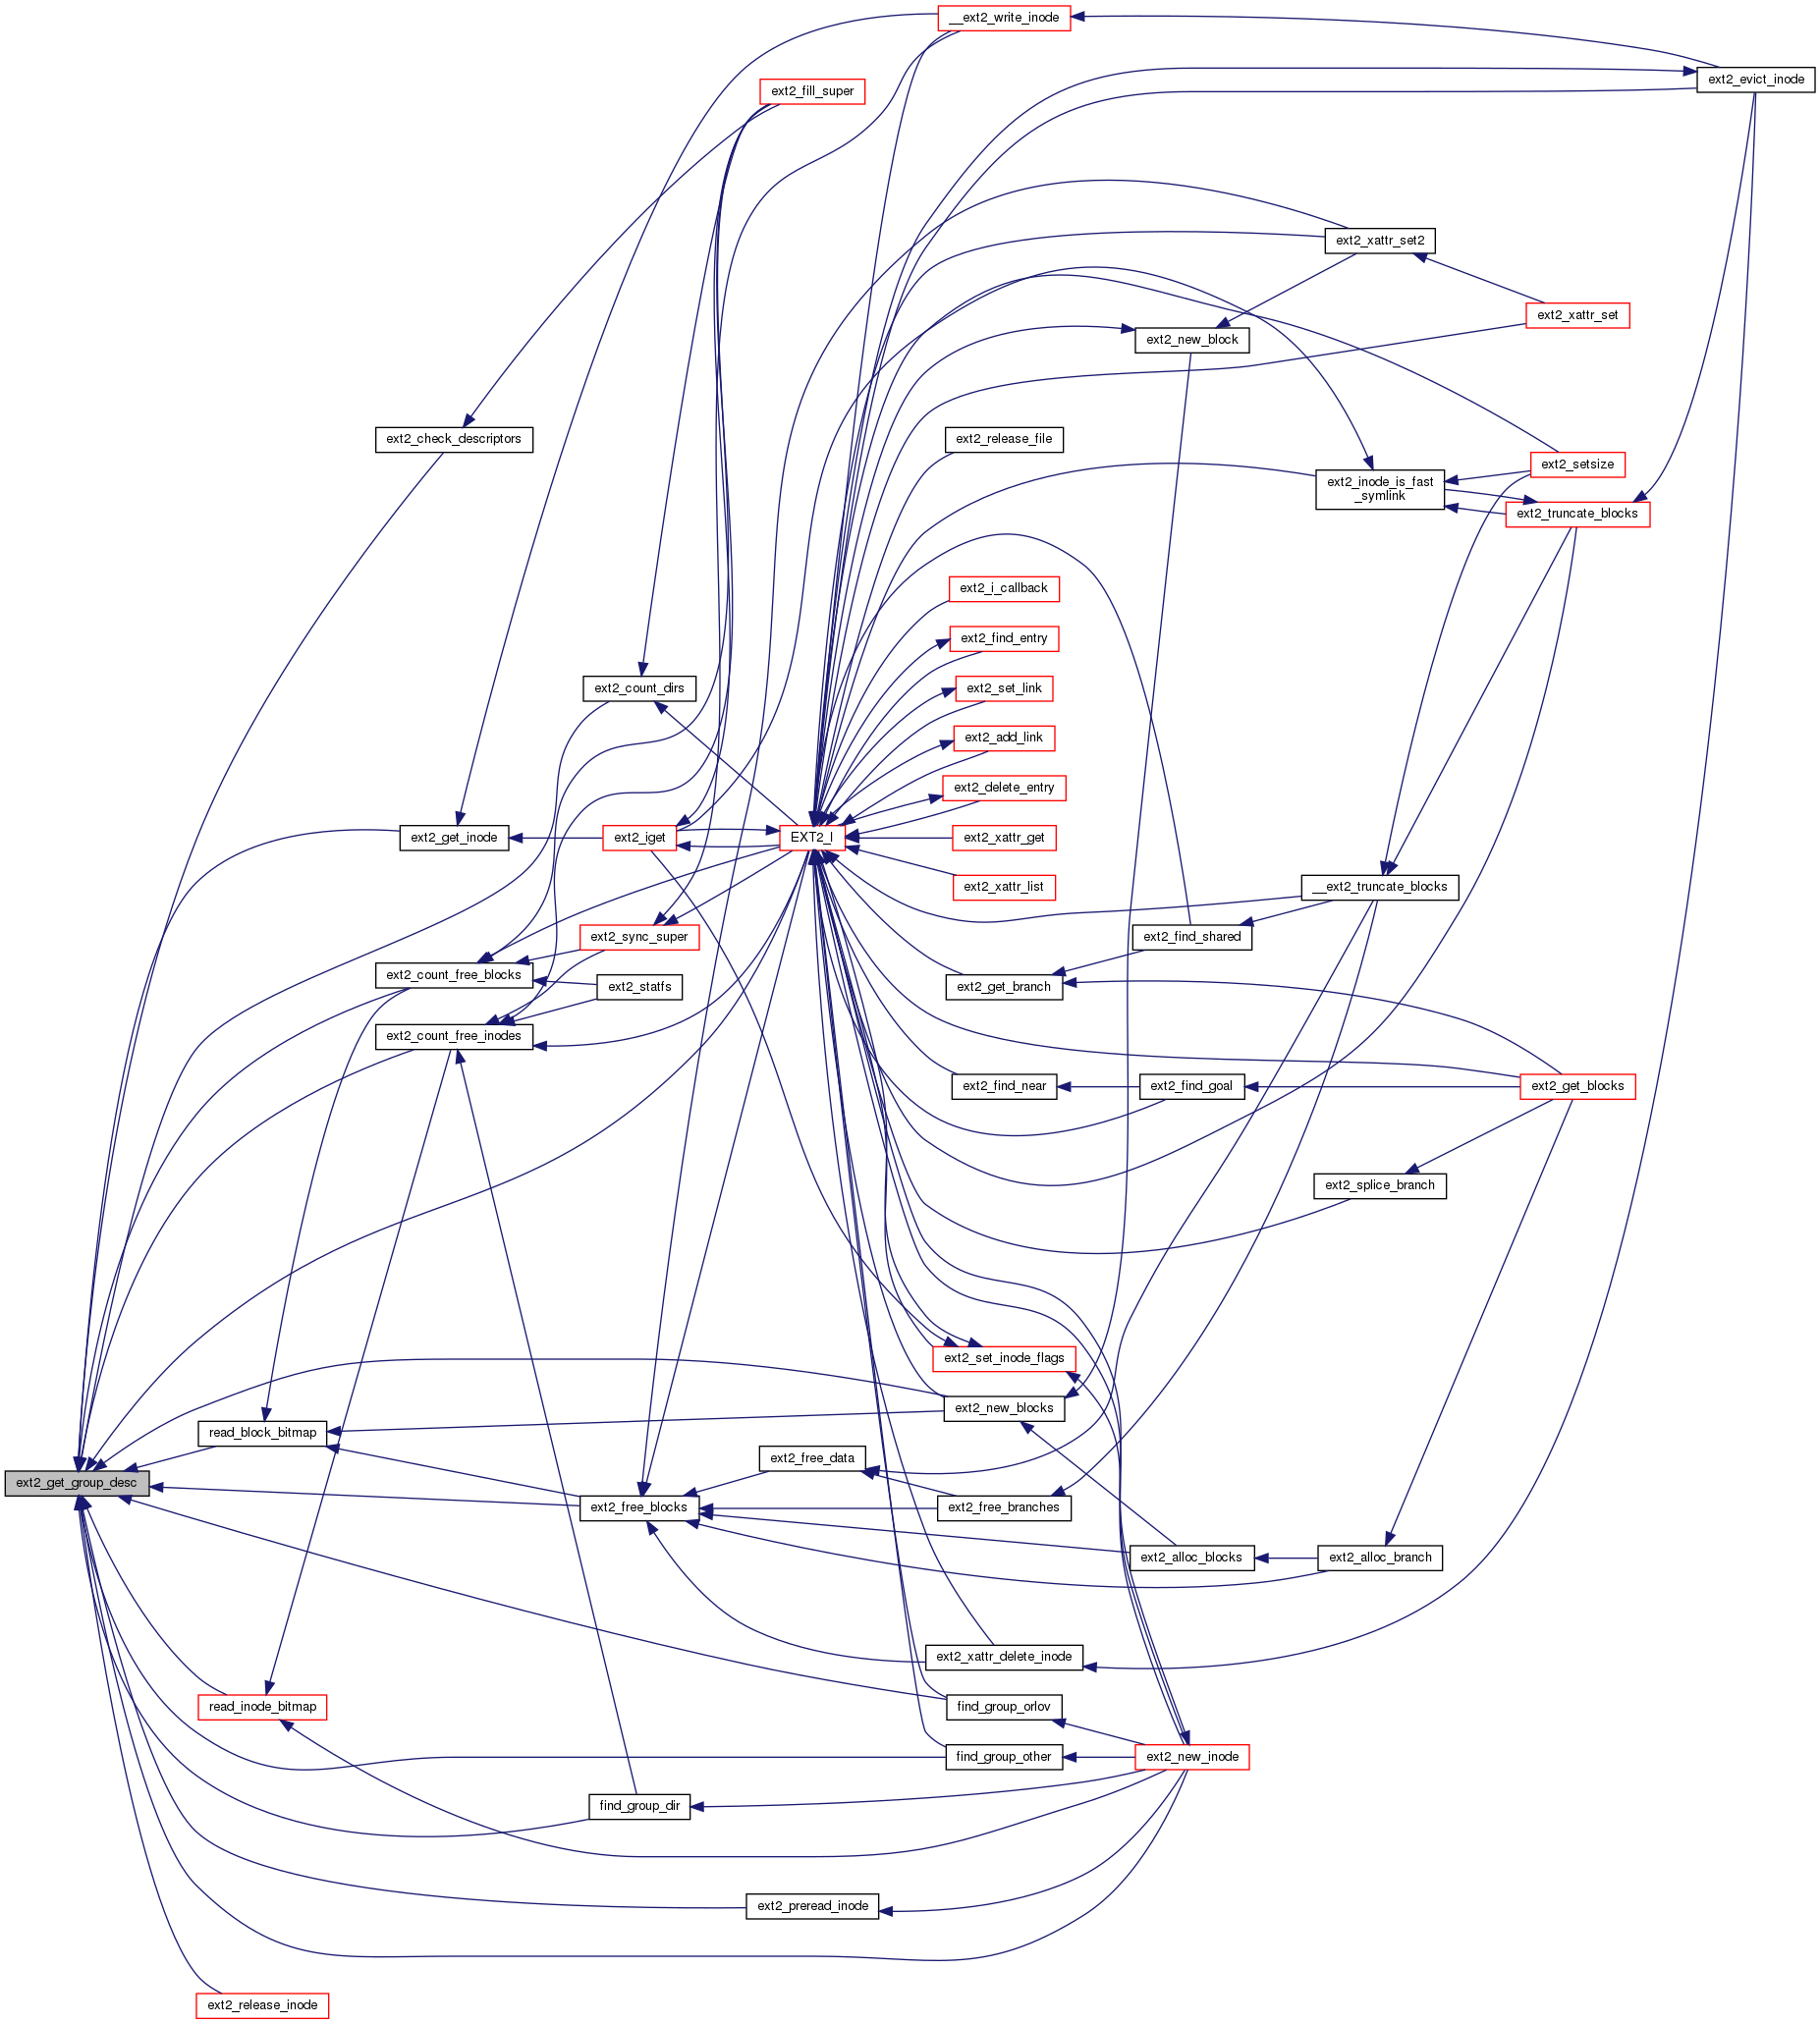 __ext2_write_inode
ext2_evict_inode
ext2_fill_super
ext2_xattr_set2
ext2_xattr_set
ext2_new_block
ext2_check_descriptors
ext2_release_file
ext2_setsize
ext2_inode_is_fast
_symlink
ext2_truncate_blocks
ext2_i_callback
ext2_find_entry
ext2_count_dirs
ext2_set_link
ext2_add_link
ext2_delete_entry
ext2_get_inode
ext2_iget
EXT2_I
ext2_xattr_get
ext2_xattr_list
__ext2_truncate_blocks
ext2_sync_super
ext2_find_shared
ext2_count_free_blocks
ext2_statfs
ext2_get_branch
ext2_count_free_inodes
ext2_find_near
ext2_find_goal
ext2_get_blocks
ext2_splice_branch
ext2_set_inode_flags
ext2_new_blocks
read_block_bitmap
ext2_free_data
ext2_get_group_desc
ext2_free_blocks
ext2_free_branches
ext2_alloc_blocks
ext2_alloc_branch
ext2_xattr_delete_inode
read_inode_bitmap
find_group_orlov
find_group_other
ext2_new_inode
find_group_dir
ext2_preread_inode
ext2_release_inode